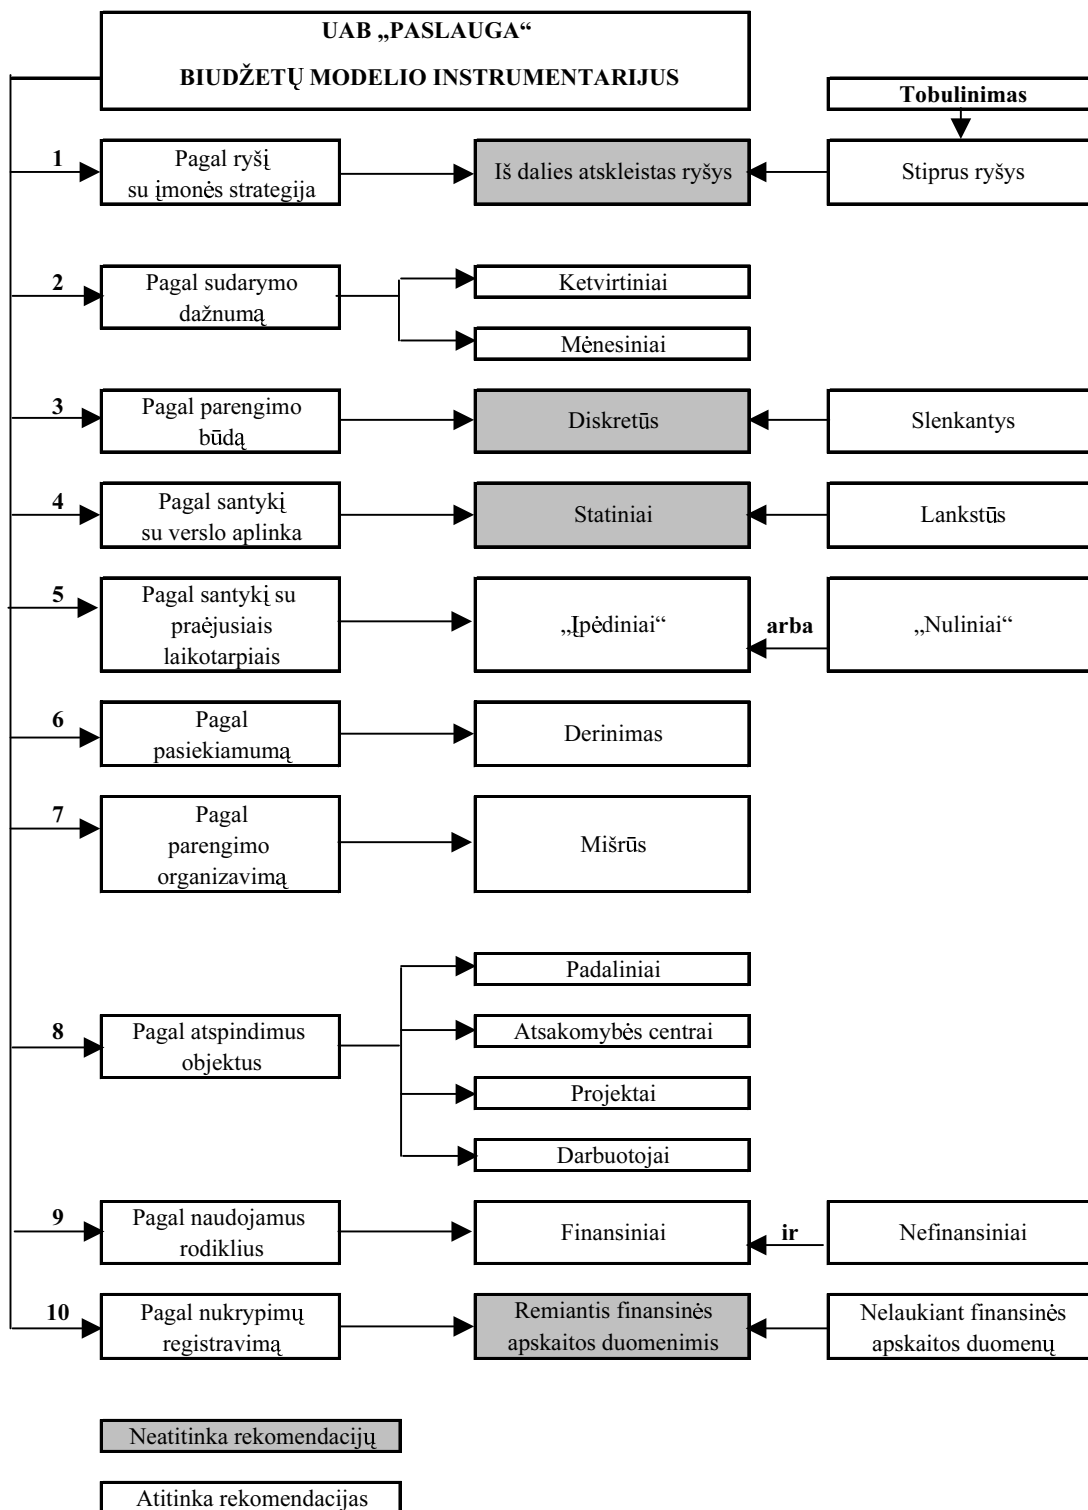 UAB „PASLAUGA“
BIUDŽETŲ MODELIO INSTRUMENTARIJUS
Tobulinimas
1
Pagal ryšį
su įmonės strategija
Iš dalies atskleistas ryšys
Stiprus ryšys
2
Pagal sudarymo
dažnumą
Ketvirtiniai
Mėnesiniai
3
Pagal parengimo
būdą
Diskretūs
Slenkantys
4
Pagal santykį
su verslo aplinka
Statiniai
Lankstūs
5
Pagal santykį su
praėjusiais
laikotarpiais
„Įpėdiniai“
arba
„Nuliniai“
6
Pagal
pasiekiamumą
Derinimas
7
Pagal
parengimo
organizavimą
Mišrūs
8
Pagal atspindimus
objektus
Padaliniai
Atsakomybės centrai
Projektai
Darbuotojai
9
Pagal naudojamus
rodiklius
Finansiniai
ir
Nefinansiniai
10
Pagal nukrypimų
registravimą
Remiantis finansinės
apskaitos duomenimis
Nelaukiant finansinės
apskaitos duomenų
Neatitinka rekomendacijų
Atitinka rekomendacijas